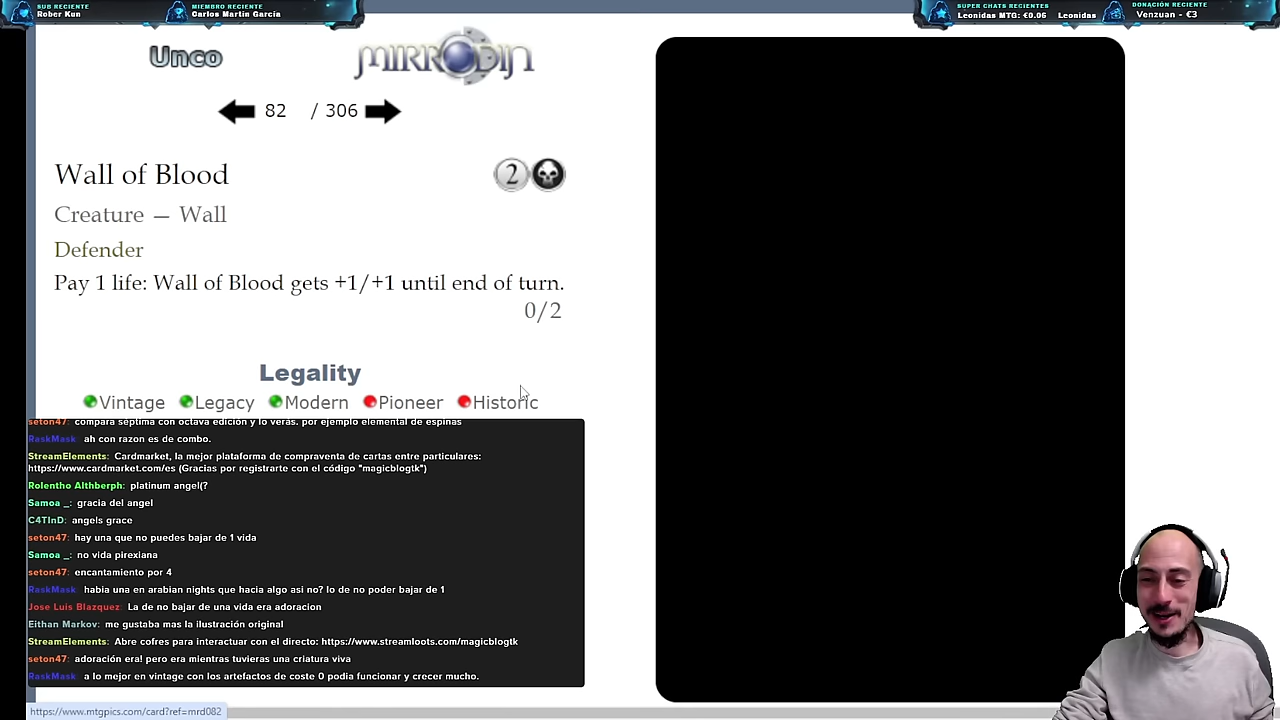 SUB RECIENTE
Rober Kun
MIEMBRO RECIENTE
Carlos Martín García
SUPER CHATS RECIENTES
Leonidas MTG: €0.06 Leonidas
DONACIÓN RECIENTE
Venzuan - €3
Unco
MIRRODIN
82 / 306
Wall of Blood
2
Creature — Wall
Defender
Pay 1 life: Wall of Blood gets +1/+1 until end of turn.
0/2
Legality
Vintage Legacy Modern Pioneer Historic
seton47: compara septima con octava edición y lo verás. por ejemplo elemental de espinas
RaskMask: ah con razon es de combo.
StreamElements: Cardmarket, la mejor plataforma de compraventa de cartas entre particulares:
https://www.cardmarket.com/es (Gracias por registrarte con el código "magicblogtk")
Rolentho Althberph: platinum angel(?
Samoa _: gracia del angel
C4TInD: angels grace
seton47: hay una que no puedes bajar de 1 vida
Samoa _: no vida pirexiana
seton47: encantamiento por 4
RaskMask: habia una en arabian nights que hacia algo asi no? lo de no poder bajar de 1
Jose Luis Blazquez: La de no bajar de una vida era adoracion
Eithan Markov: me gustaba mas la ilustración original
StreamElements: Abre cofres para interactuar con el directo: https://www.streamloots.com/magicblogtk
seton47: adoración era! pero era mientras tuvieras una criatura viva
RaskMask: a lo mejor en vintage con los artefactos de coste 0 podia funcionar y crecer mucho.
https://www.mtgpics.com/card?ref=mrd082